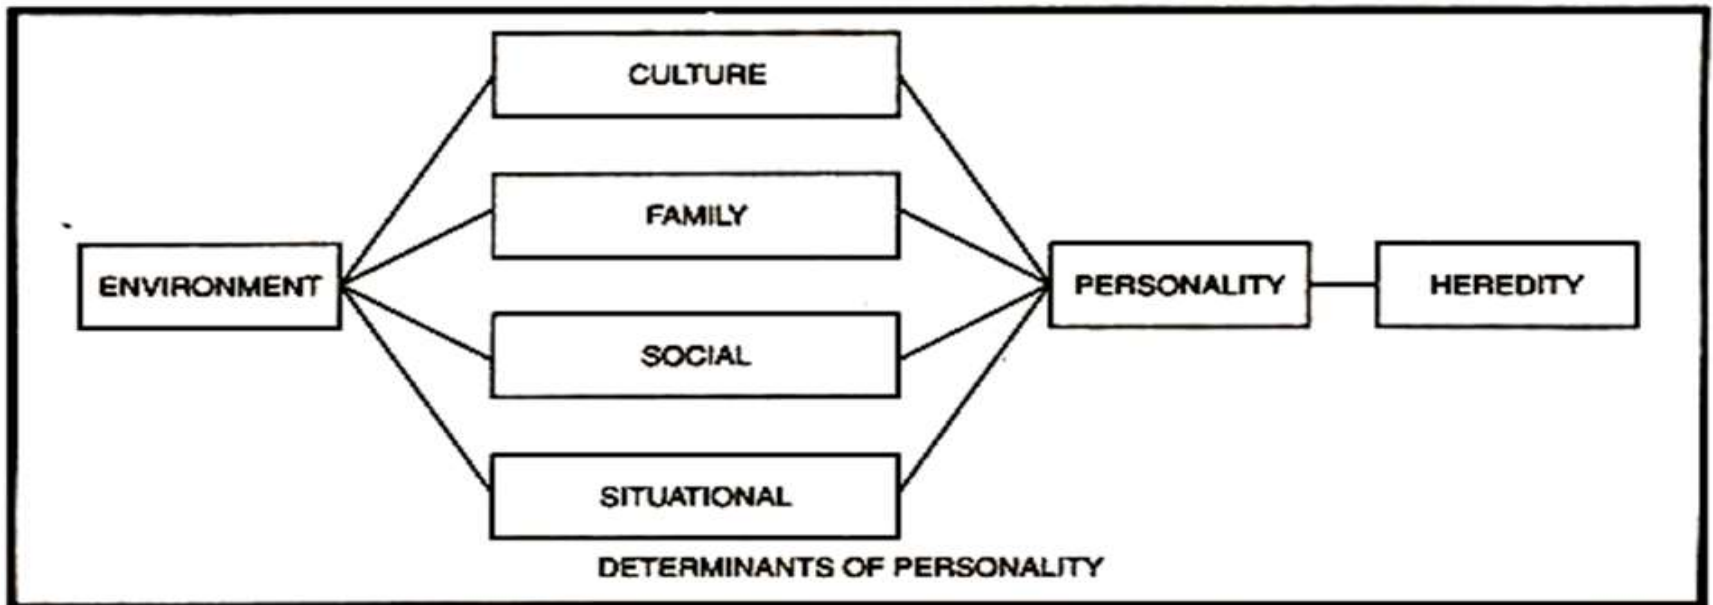 CULTURE
FAMILY
ENVIRONMENT
PERSONALITY
HEREDITY
SOCIAL
SITUATIONAL
DETERMINANTS OF PERSONALITY